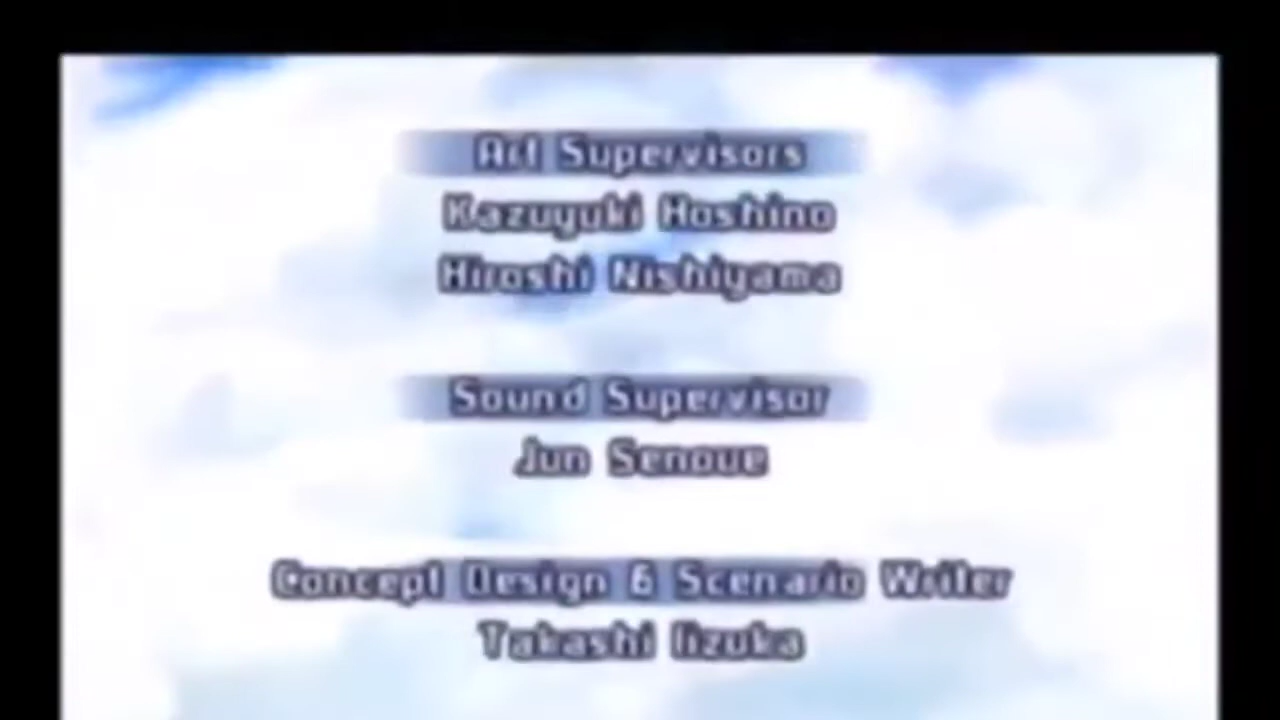 Art Supervisors
Kazuyuki Hoshino
Hiroshi Nishiyama
Sound Supervisor
Jun Senoue
Concept Design & Scenario Writer
Takashi Iizuka